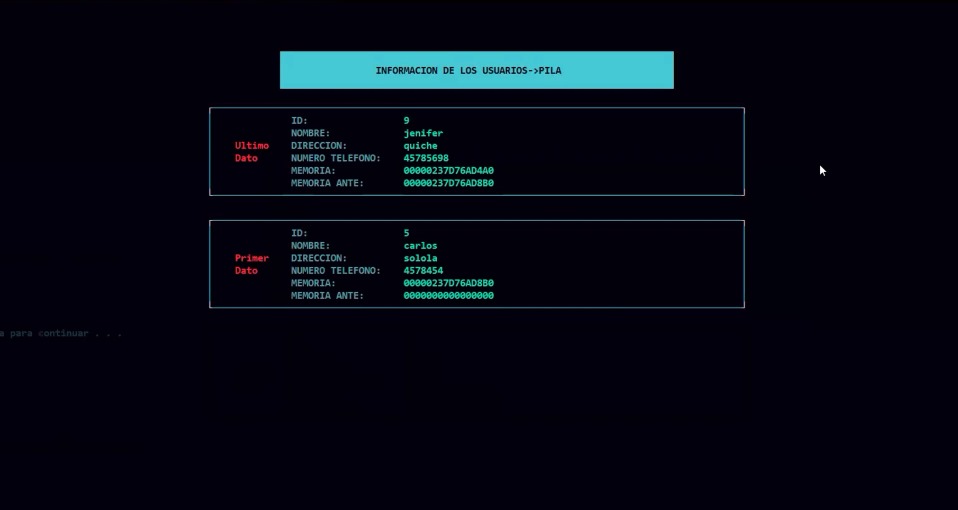 INFORMACION DE LOS USUARIOS->PILA
ID: 9
NOMBRE: jenifer
Ultimo DIRECCION: quiche
Dato NUMERO TELEFONO: 45785698
MEMORIA: 00000237D76AD4A0
MEMORIA ANTE: 00000237D76AD8B0
ID: 5
NOMBRE: carlos
Primer DIRECCION: solola
Dato NUMERO TELEFONO: 4578454
MEMORIA: 00000237D76AD8B0
MEMORIA ANTE: 0000000000000000
a para continuar . . .